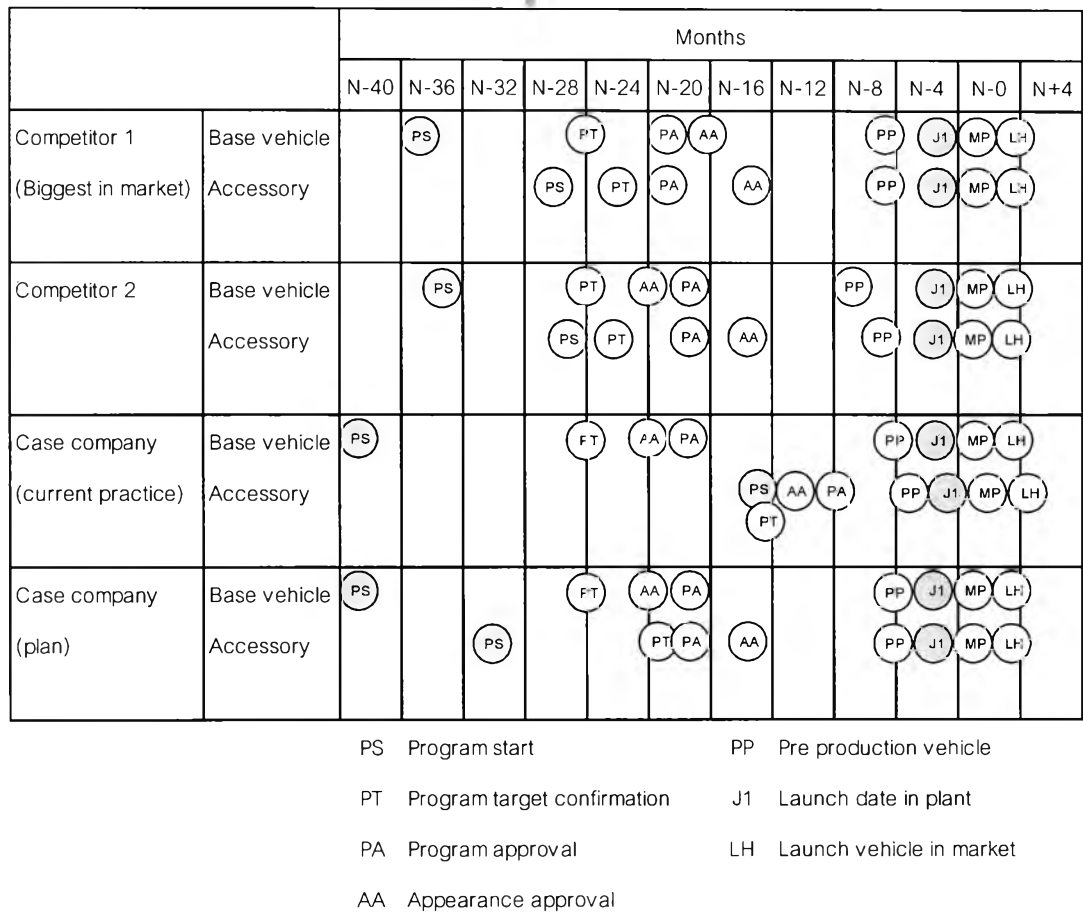 Months
N-40 N-36 N-32 N-28 N-24 N-20 N-16 N-12 N-8 N-4 N-0 N+4
Competitor 1 Base vehicle PS PT PA AA PP J1 MP LH
(Biggest in market) Accessory PS PT PA AA PP J1 MP LH
Competitor 2 Base vehicle PS PT AA PA PP J1 MP LH
Accessory PS PT PA AA PP J1 MP LH
Case company Base vehicle PS PT AA PA PP J1 MP LH
(current practice) Accessory PS AA PA PP J1 MP LH
PT
Case company Base vehicle PS PT AA PA PP J1 MP LH
(plan) Accessory PS PT PA AA PP J1 MP LH
PS Program start PP Pre production vehicle
PT Program target confirmation J1 Launch date in plant
PA Program approval LH Launch vehicle in market
AA Appearance approval